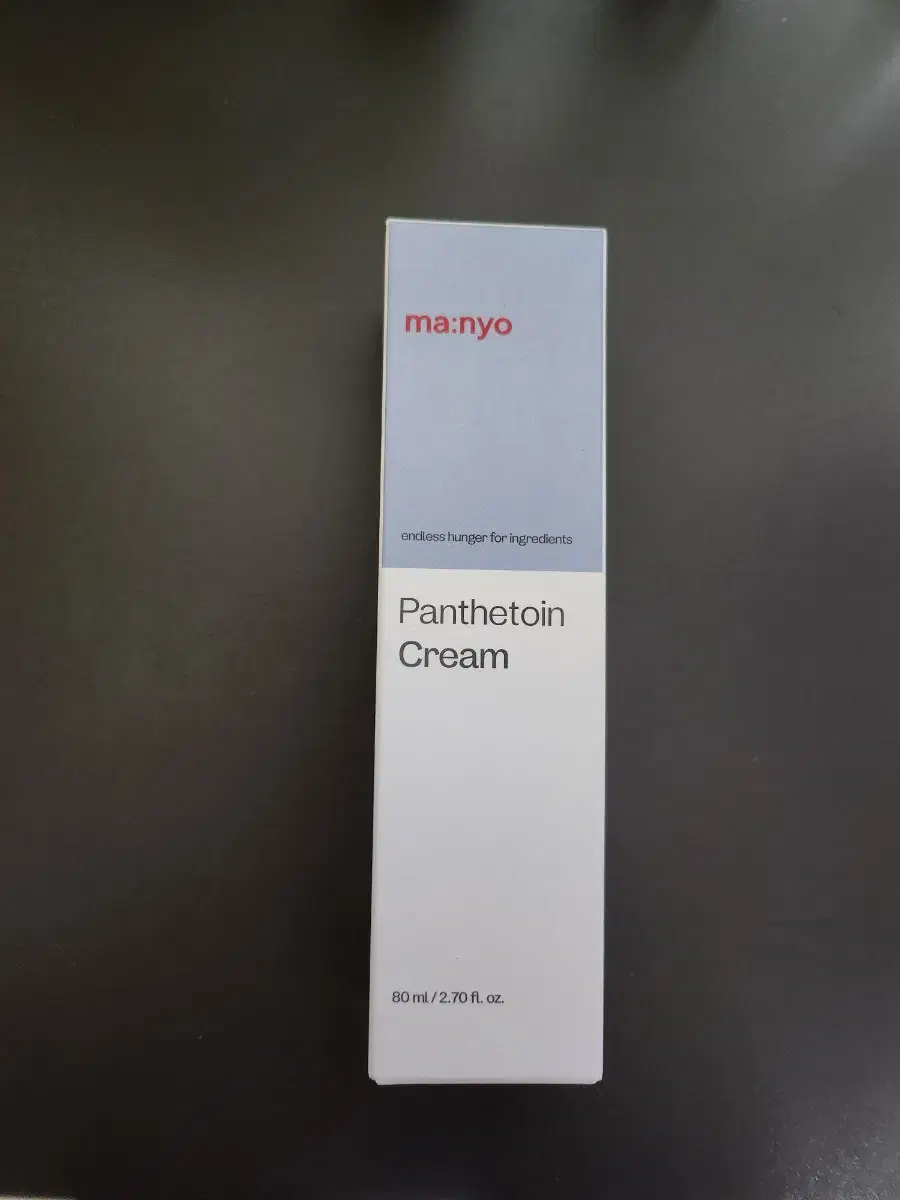 ma:nyo
endless hunger for ingredients
Panthetoin
Cream
80 ml / 2.70 fl. oz.